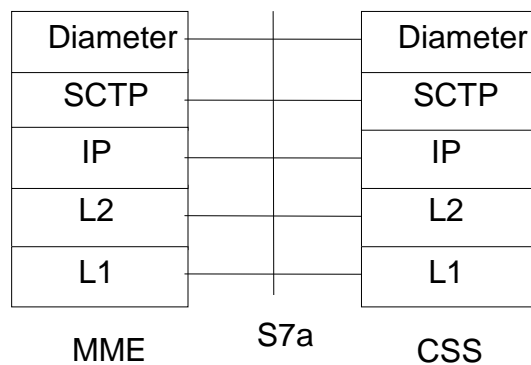 Diameter Diameter
SCTP SCTP
IP IP
L2 L2
L1 L1
MME S7a CSS